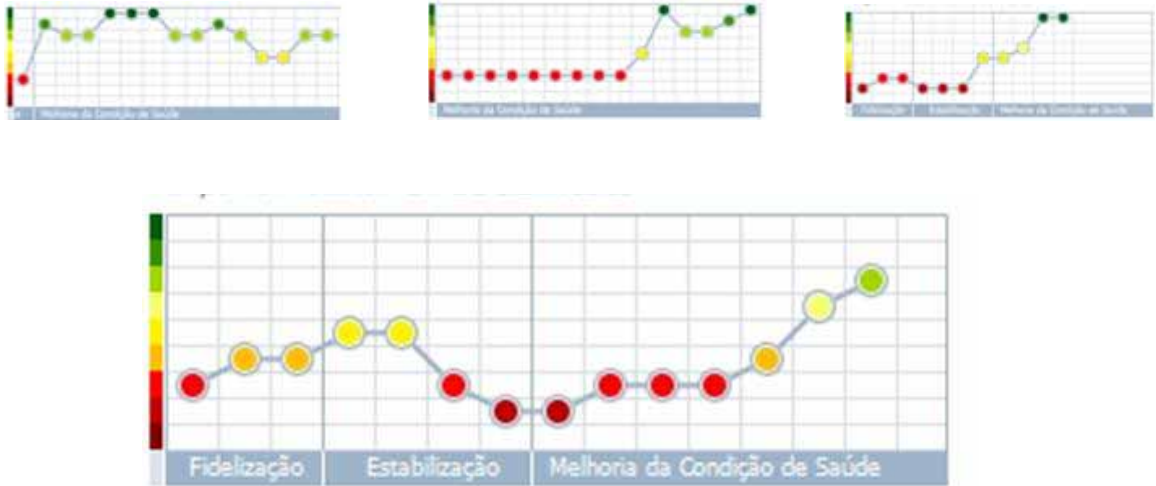 Melhoria da Condição de Saúde
Melhoria da Condição de Saúde
Fidelização Estabilização Melhoria da Condição de Saúde
Fidelização Estabilização Melhoria da Condição de Saúde